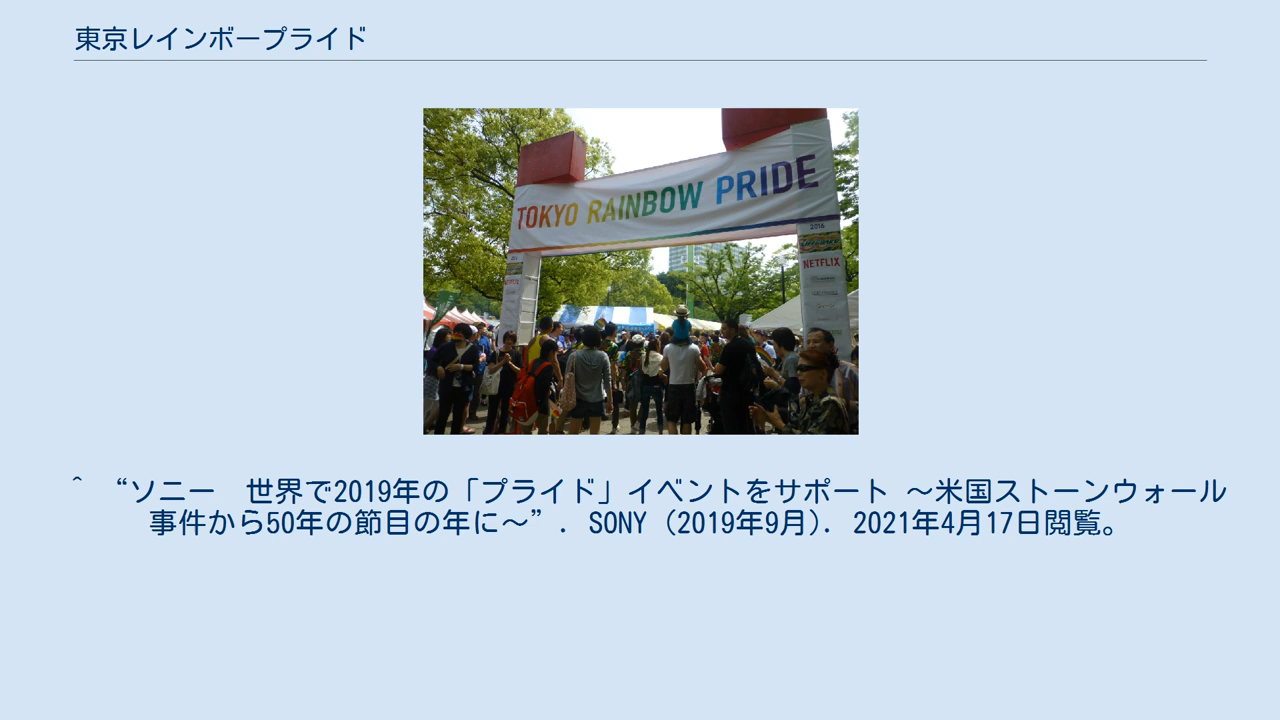 東京レインボープライド
TOKYO RAINBOW PRIDE
2016
NETFLIX
^ “ソニー　世界で2019年の「プライド」イベントをサポート ～米国ストーンウォール
事件から50年の節目の年に～”. SONY (2019年9月). 2021年4月17日閲覧。